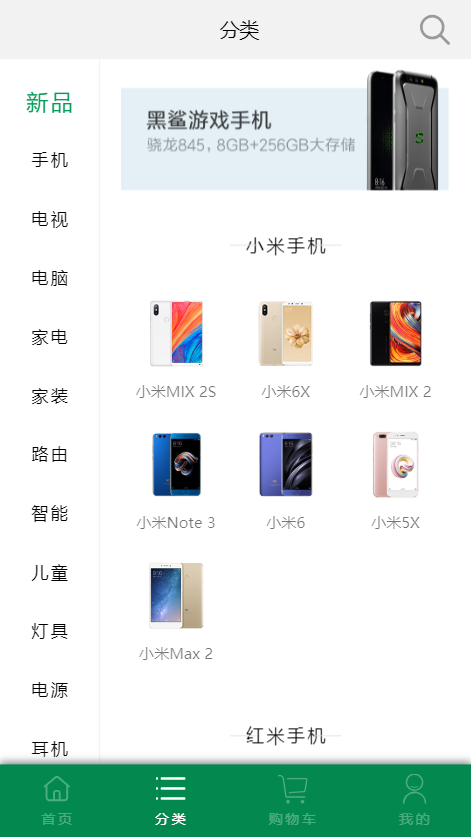 分类
新品
手机
电视
电脑
家电
家装
路由
智能
儿童
灯具
电源
耳机
黑鲨游戏手机
骁龙845，8GB+256GB大存储
8:16
S
小米手机
小米MIX 2S
小米6X
小米MIX 2
小米Note 3
小米6
小米5X
小米Max 2
红米手机
首页
分类
购物车
我的